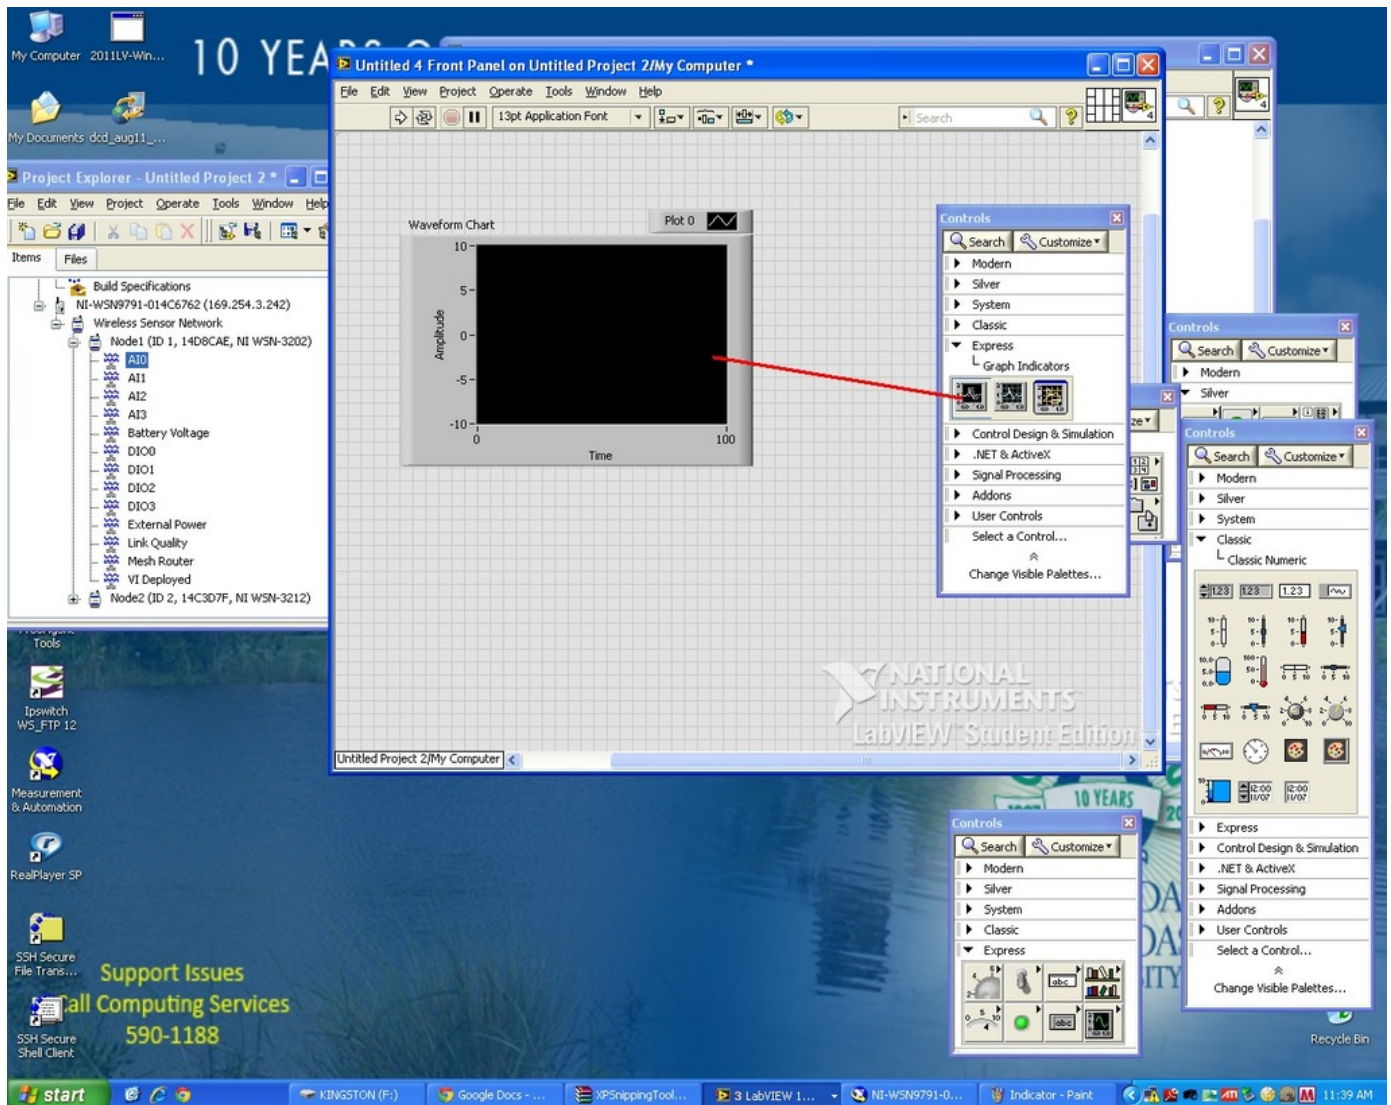 My Computer
2011LV-Win...
10 YEARS O
My Documents
dcd_aug11_...
Project Explorer - Untitled Project 2 *
File Edit View Project Operate Tools Window Help
Items Files
Build Specifications
NI-WSN9791-014C6762 (169.254.3.242)
Wireless Sensor Network
Node1 (ID 1, 14D8CAE, NI WSN-3202)
AI0
AI1
AI2
AI3
Battery Voltage
DIO0
DIO1
DIO2
DIO3
External Power
Link Quality
Mesh Router
VI Deployed
Node2 (ID 2, 14C3D7F, NI WSN-3212)
Tools
Ipswitch
WS_FTP 12
Measurement
& Automation
RealPlayer SP
SSH Secure
File Trans...
SSH Secure
Shell Client
Support Issues
Call Computing Services
590-1188
Untitled 4 Front Panel on Untitled Project 2/My Computer *
File Edit View Project Operate Tools Window Help
13pt Application Font
Search
4
Waveform Chart
Plot 0
10
5
0
-5
-10
Amplitude
0 100
Time
NATIONAL
INSTRUMENTS
LabVIEW Student Edition
Untitled Project 2/My Computer
Controls
Search Customize
Modern
Silver
System
Classic
Express
Graph Indicators
Control Design & Simulation
.NET & ActiveX
Signal Processing
Addons
User Controls
Select a Control...
Change Visible Palettes...
4
Controls
Search Customize
Modern
Silver
Controls
Search Customize
Modern
Silver
System
Classic
Classic Numeric
Express
Control Design & Simulation
.NET & ActiveX
Signal Processing
Addons
User Controls
Select a Control...
Change Visible Palettes...
10 YEARS
Controls
Search Customize
Modern
Silver
System
Classic
Express
Recycle Bin
start
KINGSTON (F:)
Google Docs - ...
XPSnippingTool...
3 LabVIEW 1...
NI-WSN9791-0...
Indicator - Paint
11:39 AM